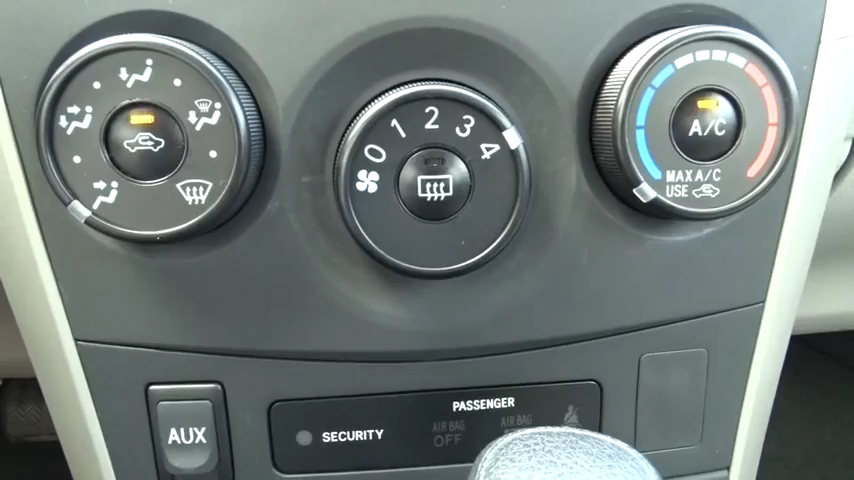 0 1 2 3 4
A/C
MAX A/C
USE
AUX
SECURITY
PASSENGER
AIR BAG
OFF
AIR BAG